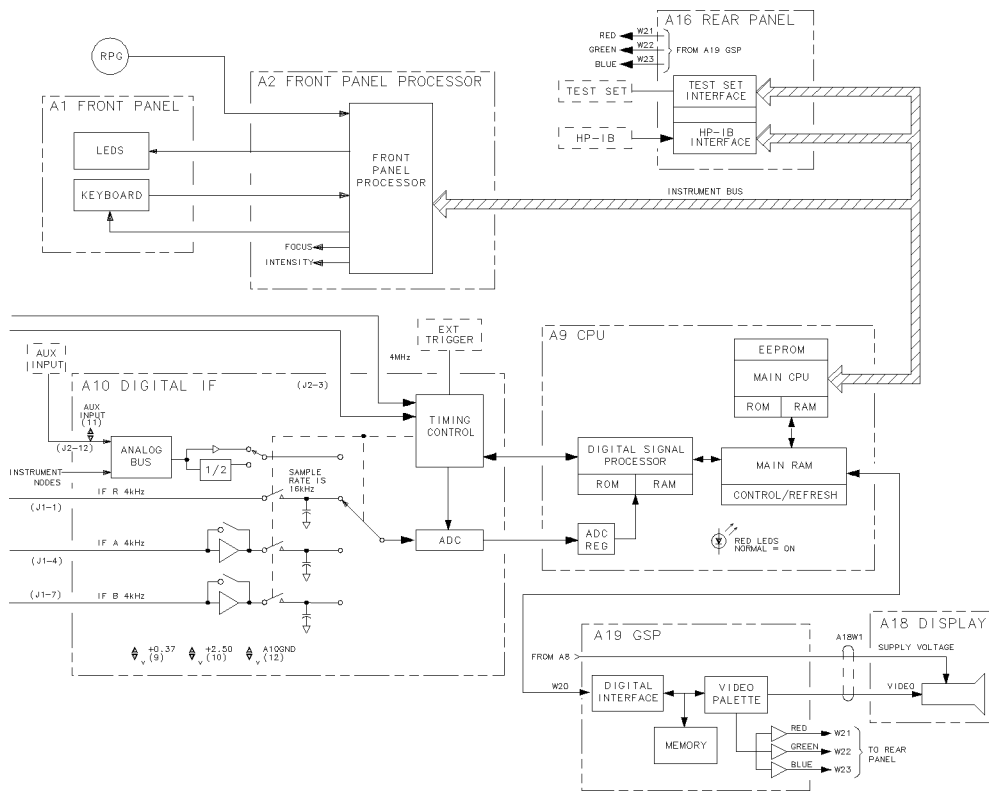 A16 REAR PANEL
RED W21
GREEN W22
BLUE W23
FROM A19 GSP
TEST SET
TEST SET
INTERFACE
HP-IB
HP-IB
INTERFACE
INSTRUMENT BUS
RPG
A2 FRONT PANEL PROCESSOR
A1 FRONT PANEL
LEDS
KEYBOARD
FRONT
PANEL
PROCESSOR
FOCUS
INTENSITY
EXT
TRIGGER
4MHz
AUX
INPUT
A10 DIGITAL IF
(J2-3)
AUX
INPUT
(11)
(J2-12)
ANALOG
BUS
1/2
INSTRUMENT
NODES
TIMING
CONTROL
SAMPLE
RATE IS
16kHz
IF R 4kHz
(J1-1)
IF A 4kHz
(J1-4)
IF B 4kHz
(J1-7)
ADC
+0.37
(9)
+2.50
(10)
A10GND
(12)
A9 CPU
EEPROM
MAIN CPU
ROM RAM
DIGITAL SIGNAL
PROCESSOR
ROM RAM
MAIN RAM
CONTROL/REFRESH
ADC
REG
RED LEDS
NORMAL = ON
A19 GSP
FROM A8
W20
DIGITAL
INTERFACE
VIDEO
PALETTE
MEMORY
RED W21
GREEN W22
BLUE W23
TO REAR
PANEL
A18W1
A18 DISPLAY
SUPPLY VOLTAGE
VIDEO